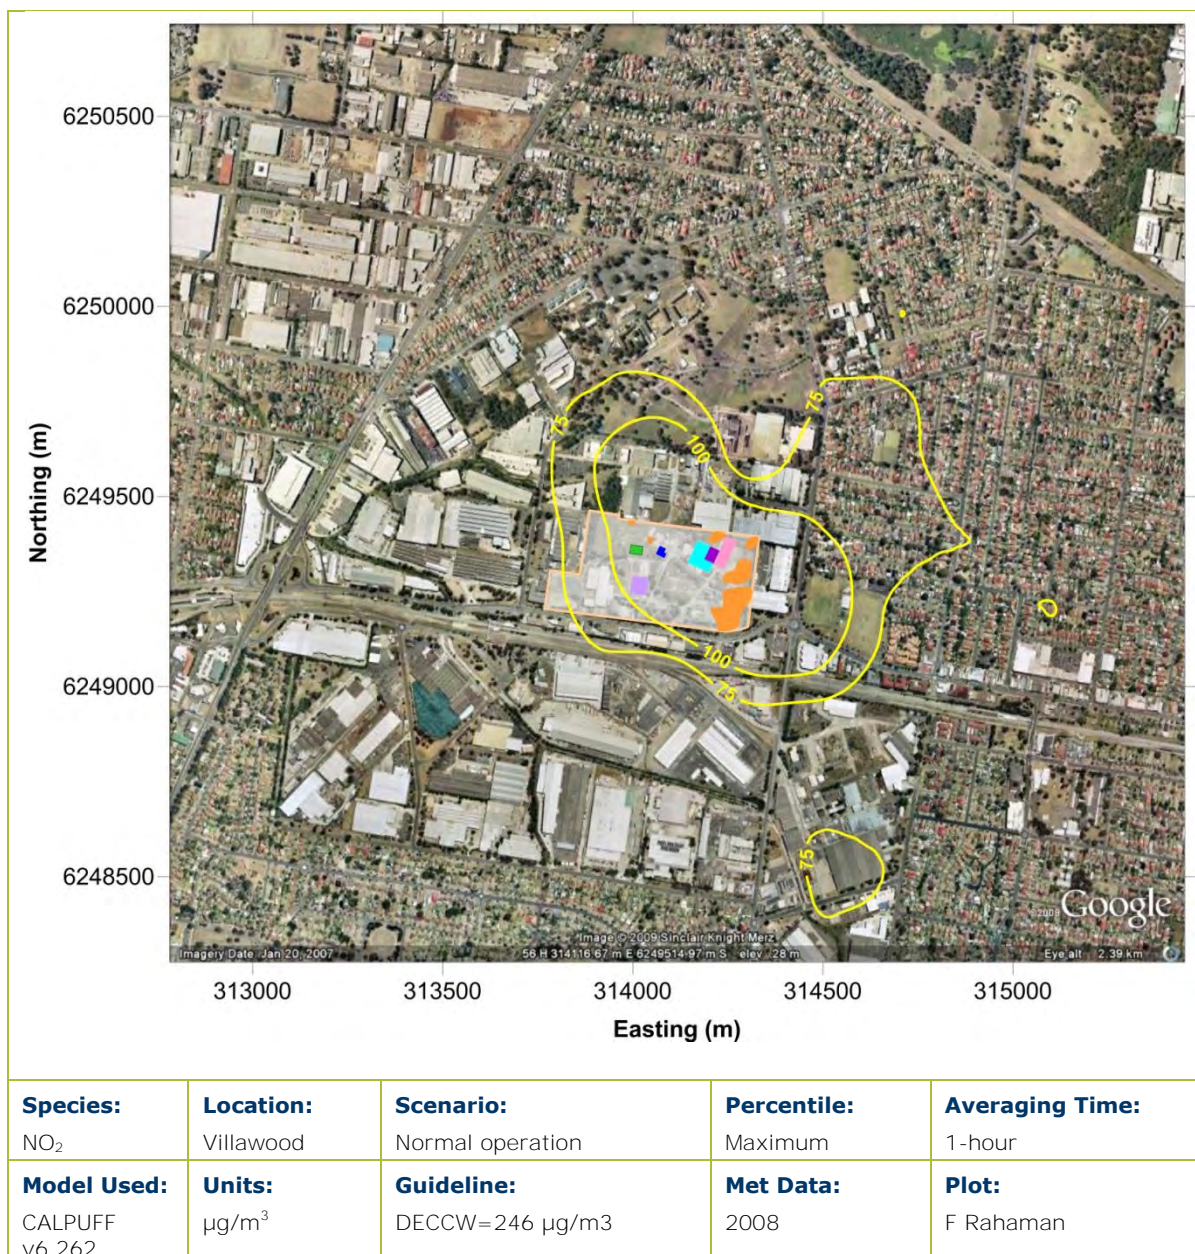 6250500
6250000
6249500
6249000
6248500
Northing (m)
75
75
100
100
75
75
©2009 Google
Image © 2009 Sinclair Knight Merz
Imagery Date: Jan 20, 2007
56 H 314116.67 m E 6249514.97 m S elev 28 m
Eye alt 2.39 km
313000
313500
314000
314500
315000
Easting (m)
Species:
NO₂
Location:
Villawood
Scenario:
Normal operation
Percentile:
Maximum
Averaging Time:
1-hour
Model Used:
CALPUFF
v6.262
Units:
µg/m³
Guideline:
DECCW=246 µg/m3
Met Data:
2008
Plot:
F Rahaman